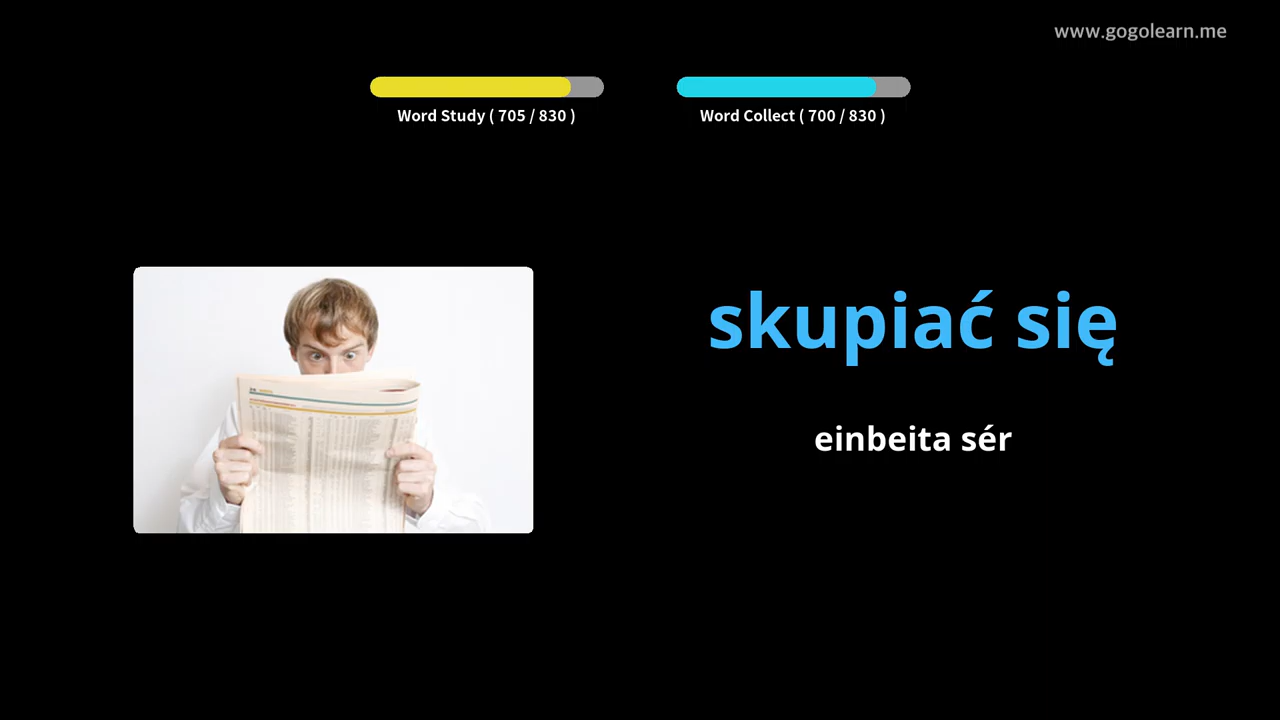 www.gogolearn.me
Word Study ( 705 / 830 )
Word Collect ( 700 / 830 )
skupiać się
einbeita sér